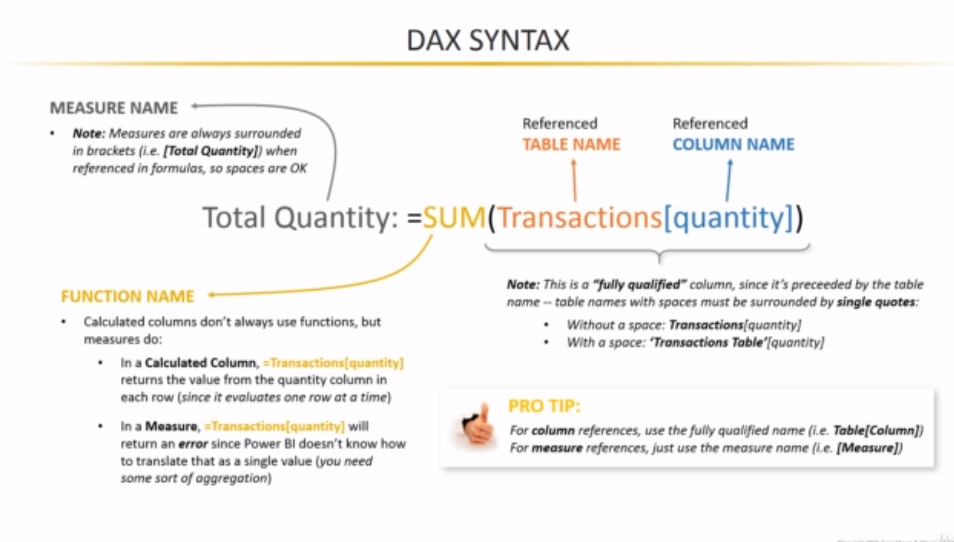 DAX SYNTAX
MEASURE NAME
• Note: Measures are always surrounded
in brackets (i.e. [Total Quantity]) when
referenced in formulas, so spaces are OK
Referenced
TABLE NAME
Referenced
COLUMN NAME
Total Quantity: =SUM(Transactions[quantity])
Note: This is a “fully qualified” column, since it’s preceeded by the table
name -- table names with spaces must be surrounded by single quotes:
• Without a space: Transactions[quantity]
• With a space: ‘Transactions Table’[quantity]
FUNCTION NAME
• Calculated columns don’t always use functions, but
measures do:
• In a Calculated Column, =Transactions[quantity]
returns the value from the quantity column in
each row (since it evaluates one row at a time)
• In a Measure, =Transactions[quantity] will
return an error since Power BI doesn’t know how
to translate that as a single value (you need
some sort of aggregation)
PRO TIP:
For column references, use the fully qualified name (i.e. Table[Column])
For measure references, just use the measure name (i.e. [Measure])